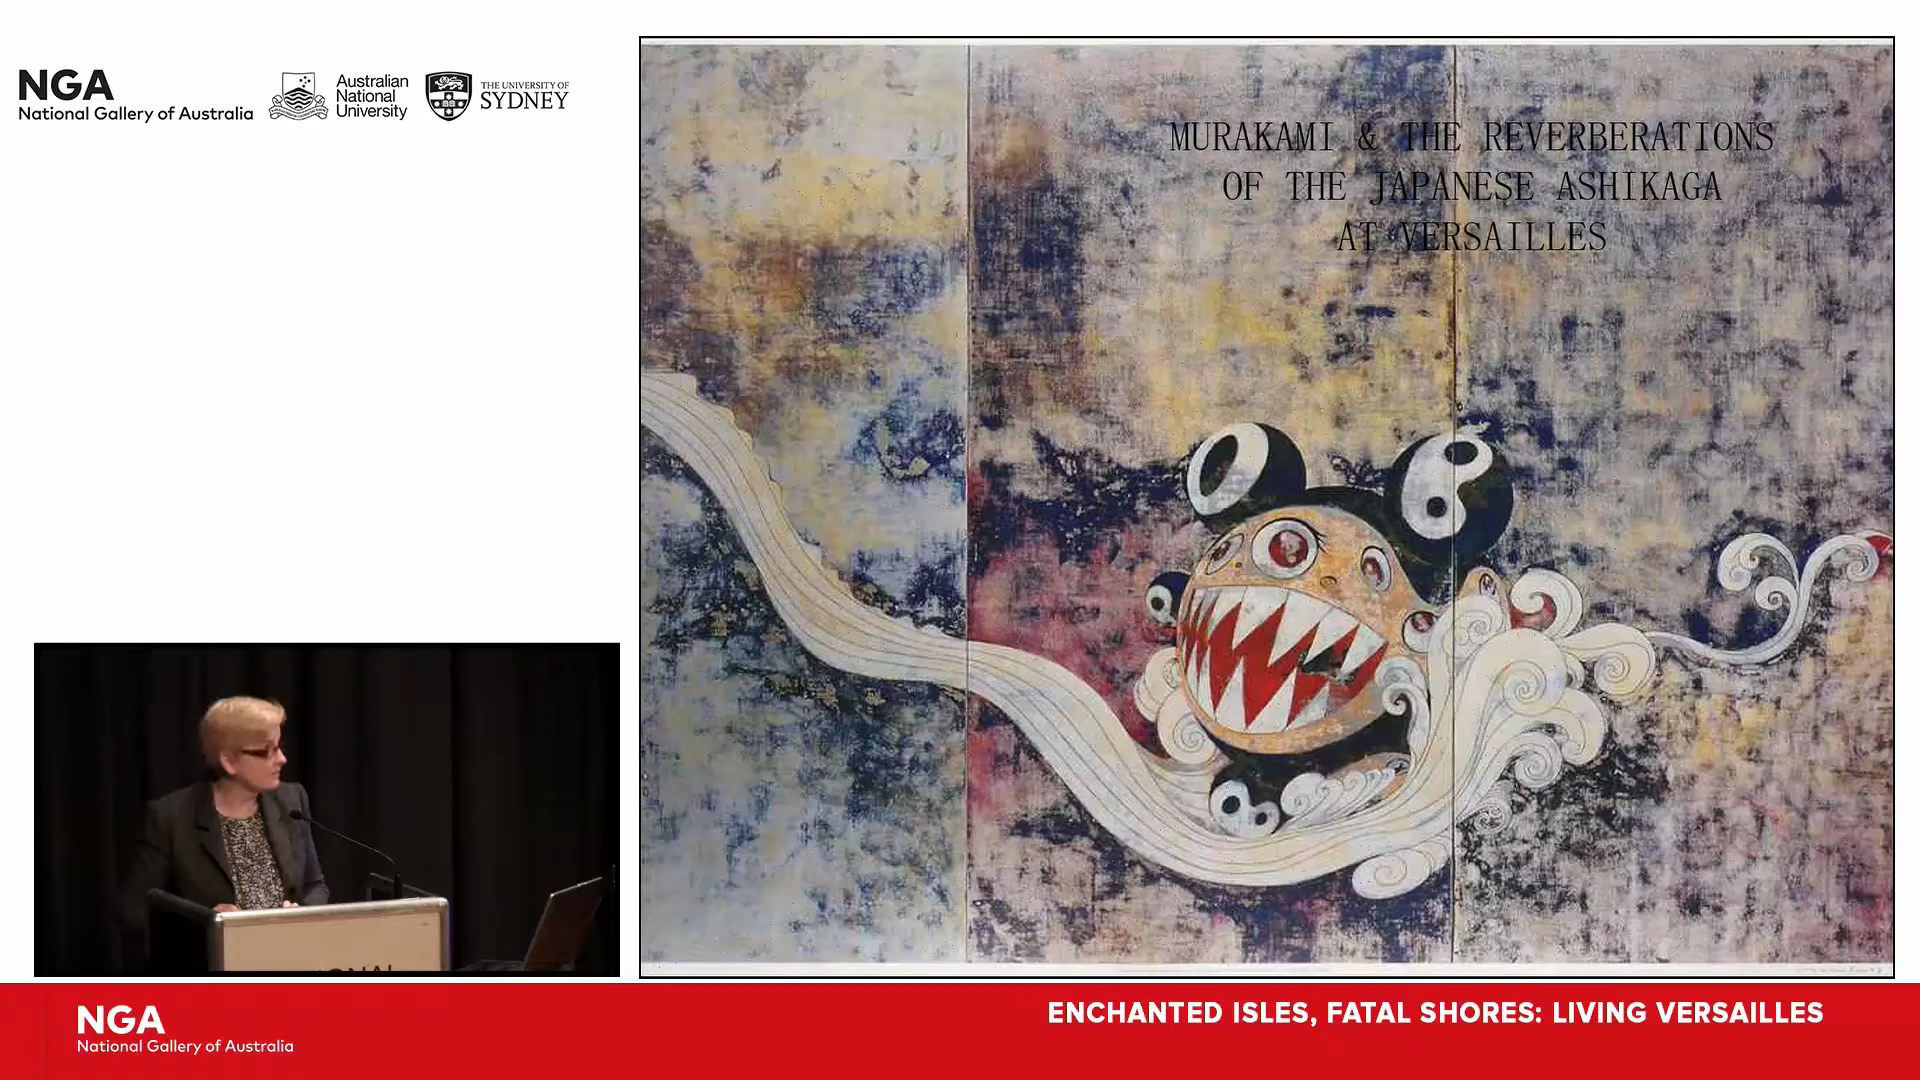 NGA
National Gallery of Australia
Australian
National
University
THE UNIVERSITY OF
SYDNEY
MURAKAMI & THE REVERBERATIONS
OF THE JAPANESE ASHIKAGA
AT VERSAILLES
NGA
National Gallery of Australia
ENCHANTED ISLES, FATAL SHORES: LIVING VERSAILLES